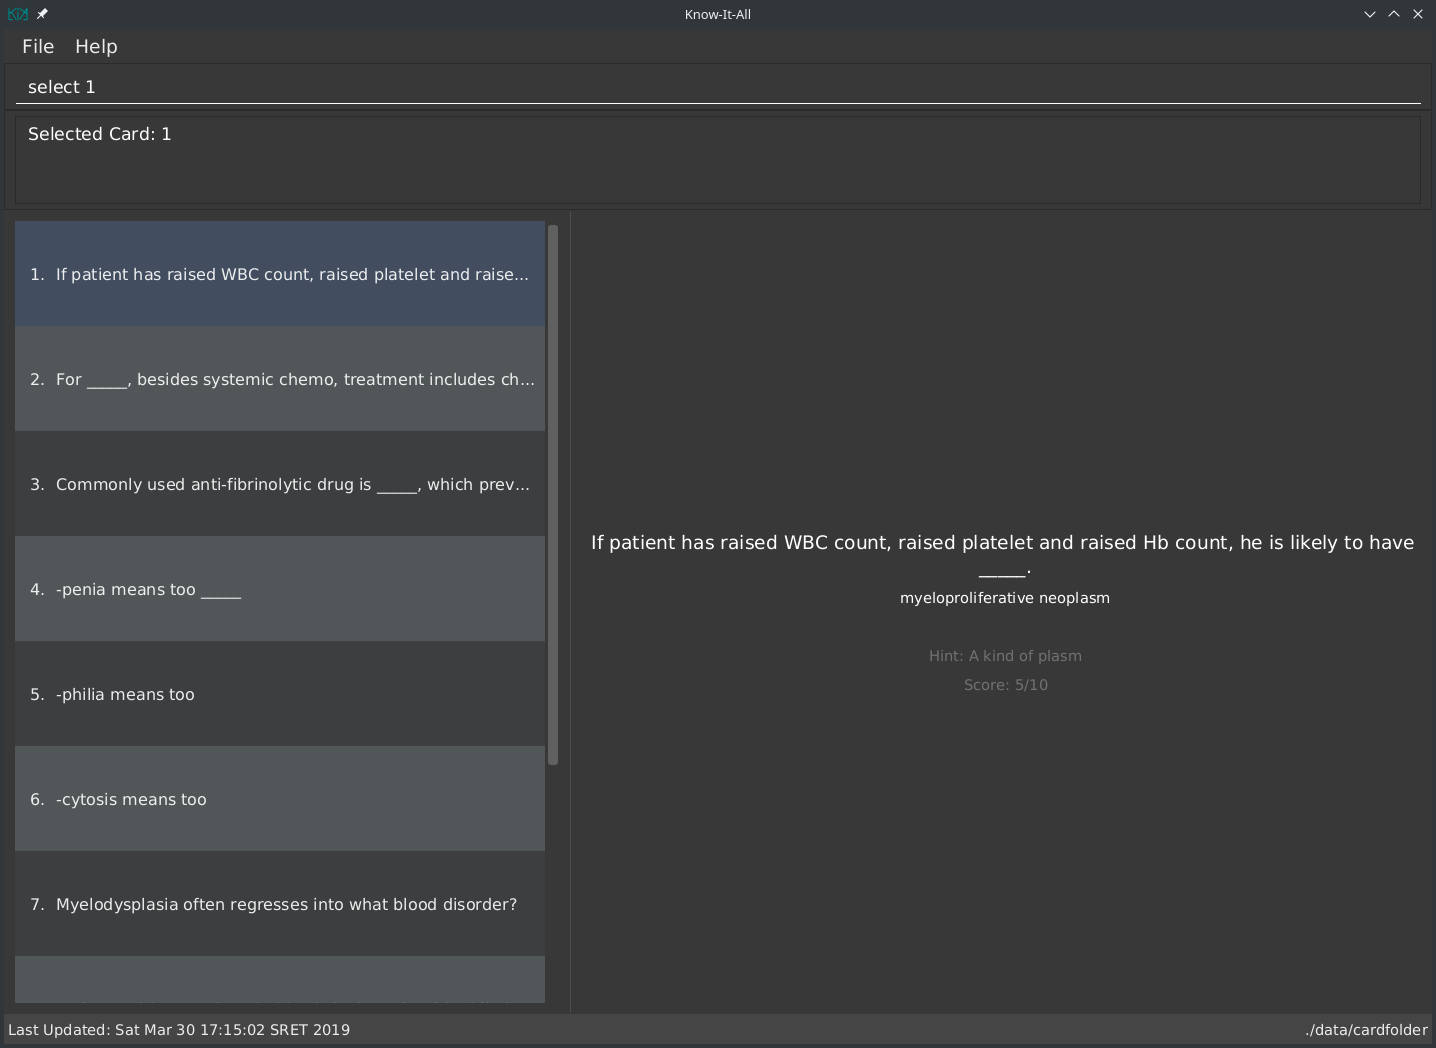 Know-It-All
File Help
select 1
Selected Card: 1
1. If patient has raised WBC count, raised platelet and raise...
2. For _____, besides systemic chemo, treatment includes ch...
3. Commonly used anti-fibrinolytic drug is _____, which prev...
4. -penia means too _____
5. -philia means too
6. -cytosis means too
7. Myelodysplasia often regresses into what blood disorder?
If patient has raised WBC count, raised platelet and raised Hb count, he is likely to have
_____.
myeloproliferative neoplasm
Hint: A kind of plasm
Score: 5/10
Last Updated: Sat Mar 30 17:15:02 SRET 2019
./data/cardfolder